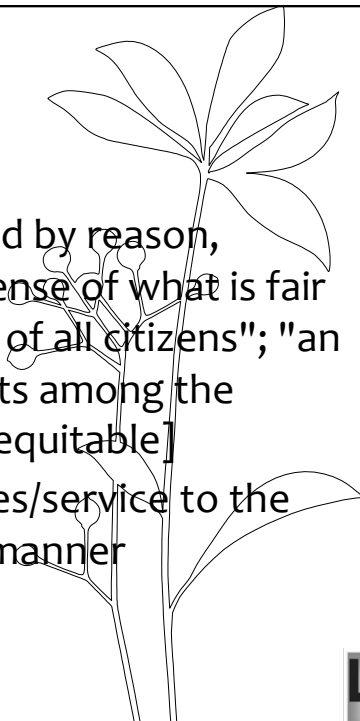 d by reason,
ense of what is fair
of all citizens"; "an
ts among the
equitable]
es/service to the
manner